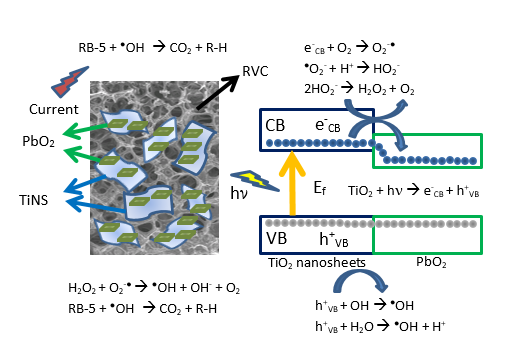 RB-5 + •OH → CO₂ + R-H
RVC
Current
PbO₂
TiNS
hν
e⁻CB + O₂ → O₂⁻•
•O₂⁻ + H⁺ → HO₂⁻
2HO₂⁻ → H₂O₂ + O₂
CB e⁻CB
Ef
TiO₂ + hν → e⁻CB + h⁺VB
VB h⁺VB
TiO₂ nanosheets
PbO₂
H₂O₂ + O₂⁻• → •OH + OH⁻ + O₂
RB-5 + •OH → CO₂ + R-H
h⁺VB + OH → •OH
h⁺VB + H₂O → •OH + H⁺